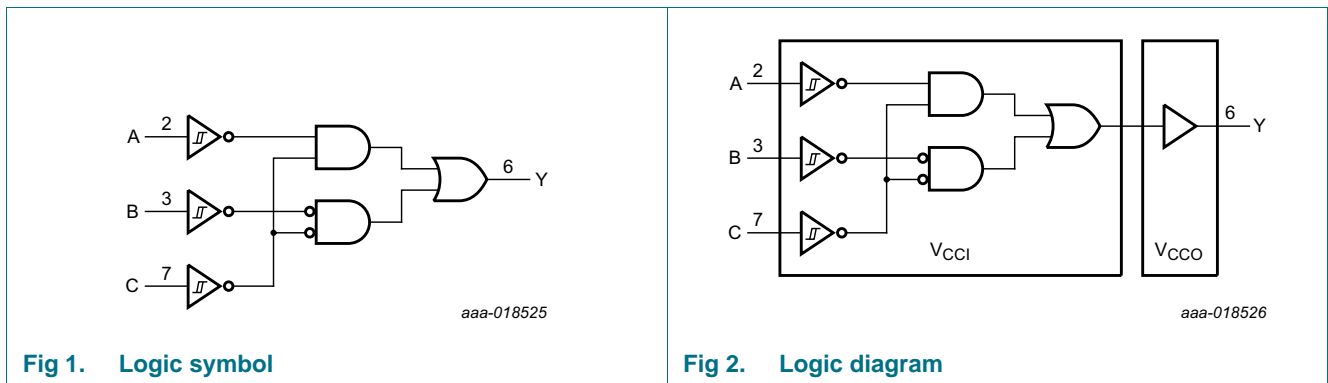 A 2
B 3
C 7
6 Y
aaa-018525
Fig 1. Logic symbol
A 2
B 3
C 7
VCCI
VCCO
6 Y
aaa-018526
Fig 2. Logic diagram